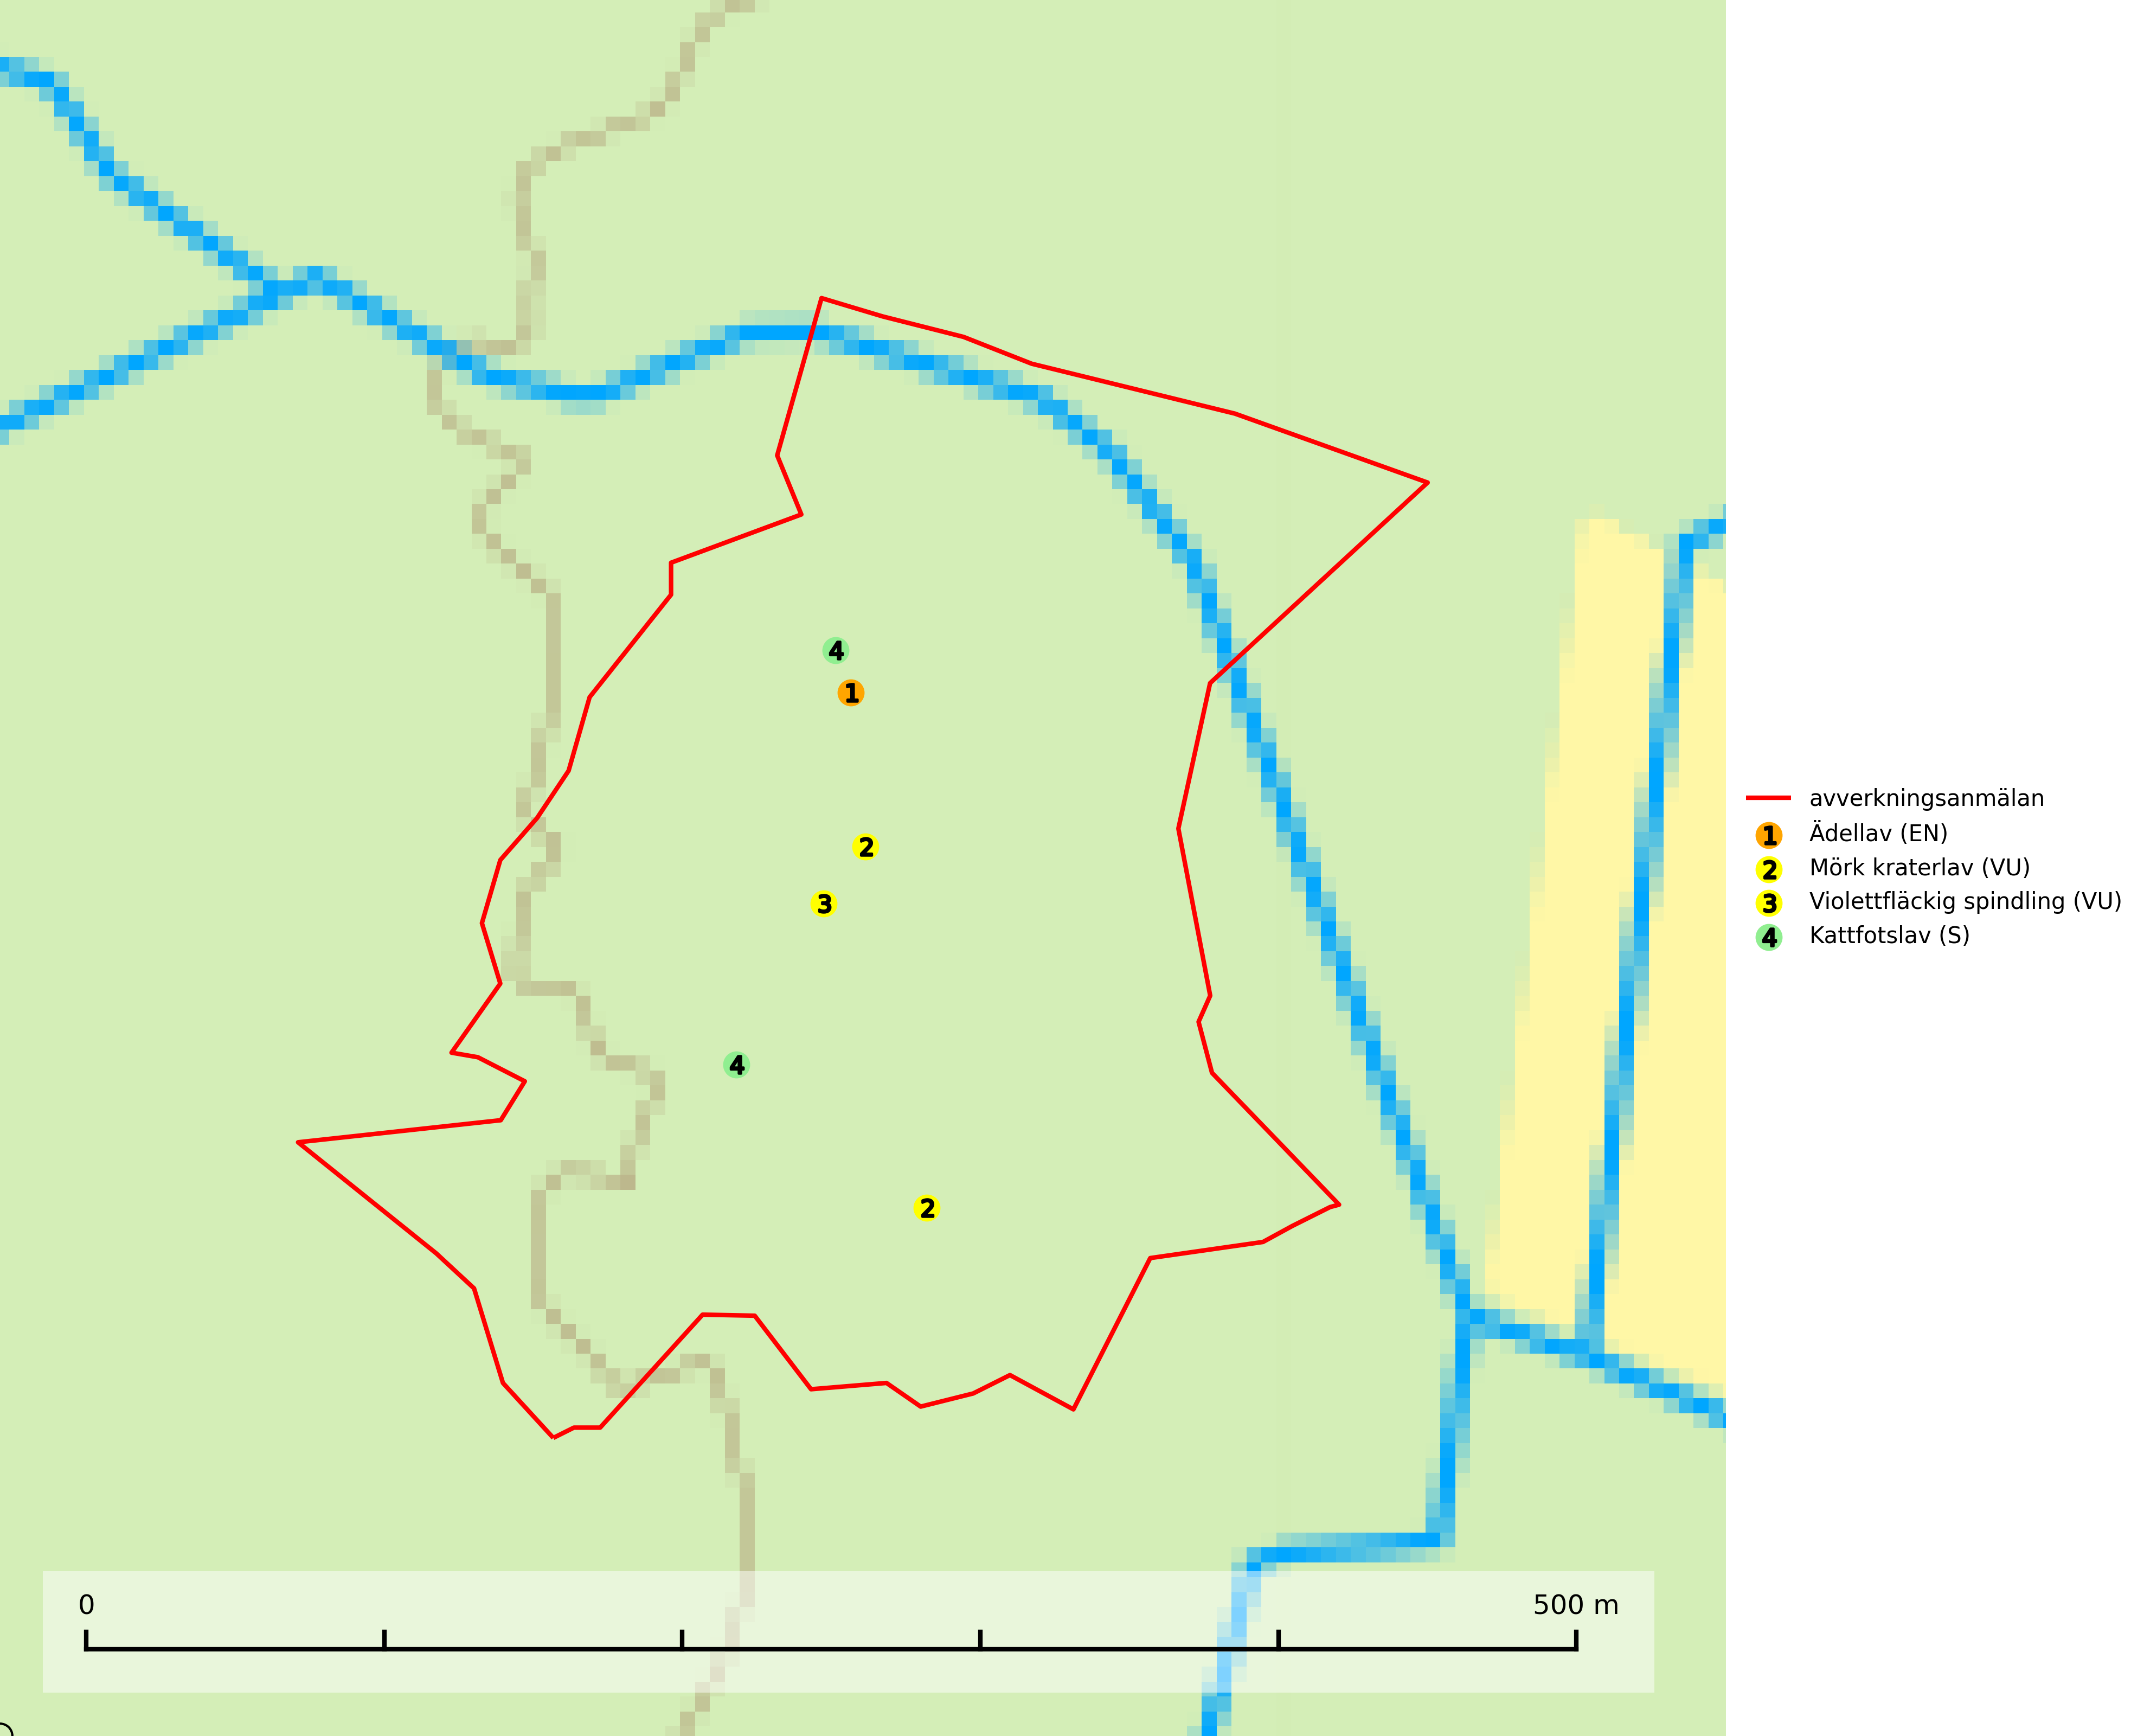 4
1
2
3
4
2
avverkningsanmälan
1 Ädellav (EN)
2 Mörk kraterlav (VU)
3 Violettfläckig spindling (VU)
4 Kattfotslav (S)
0 500 m